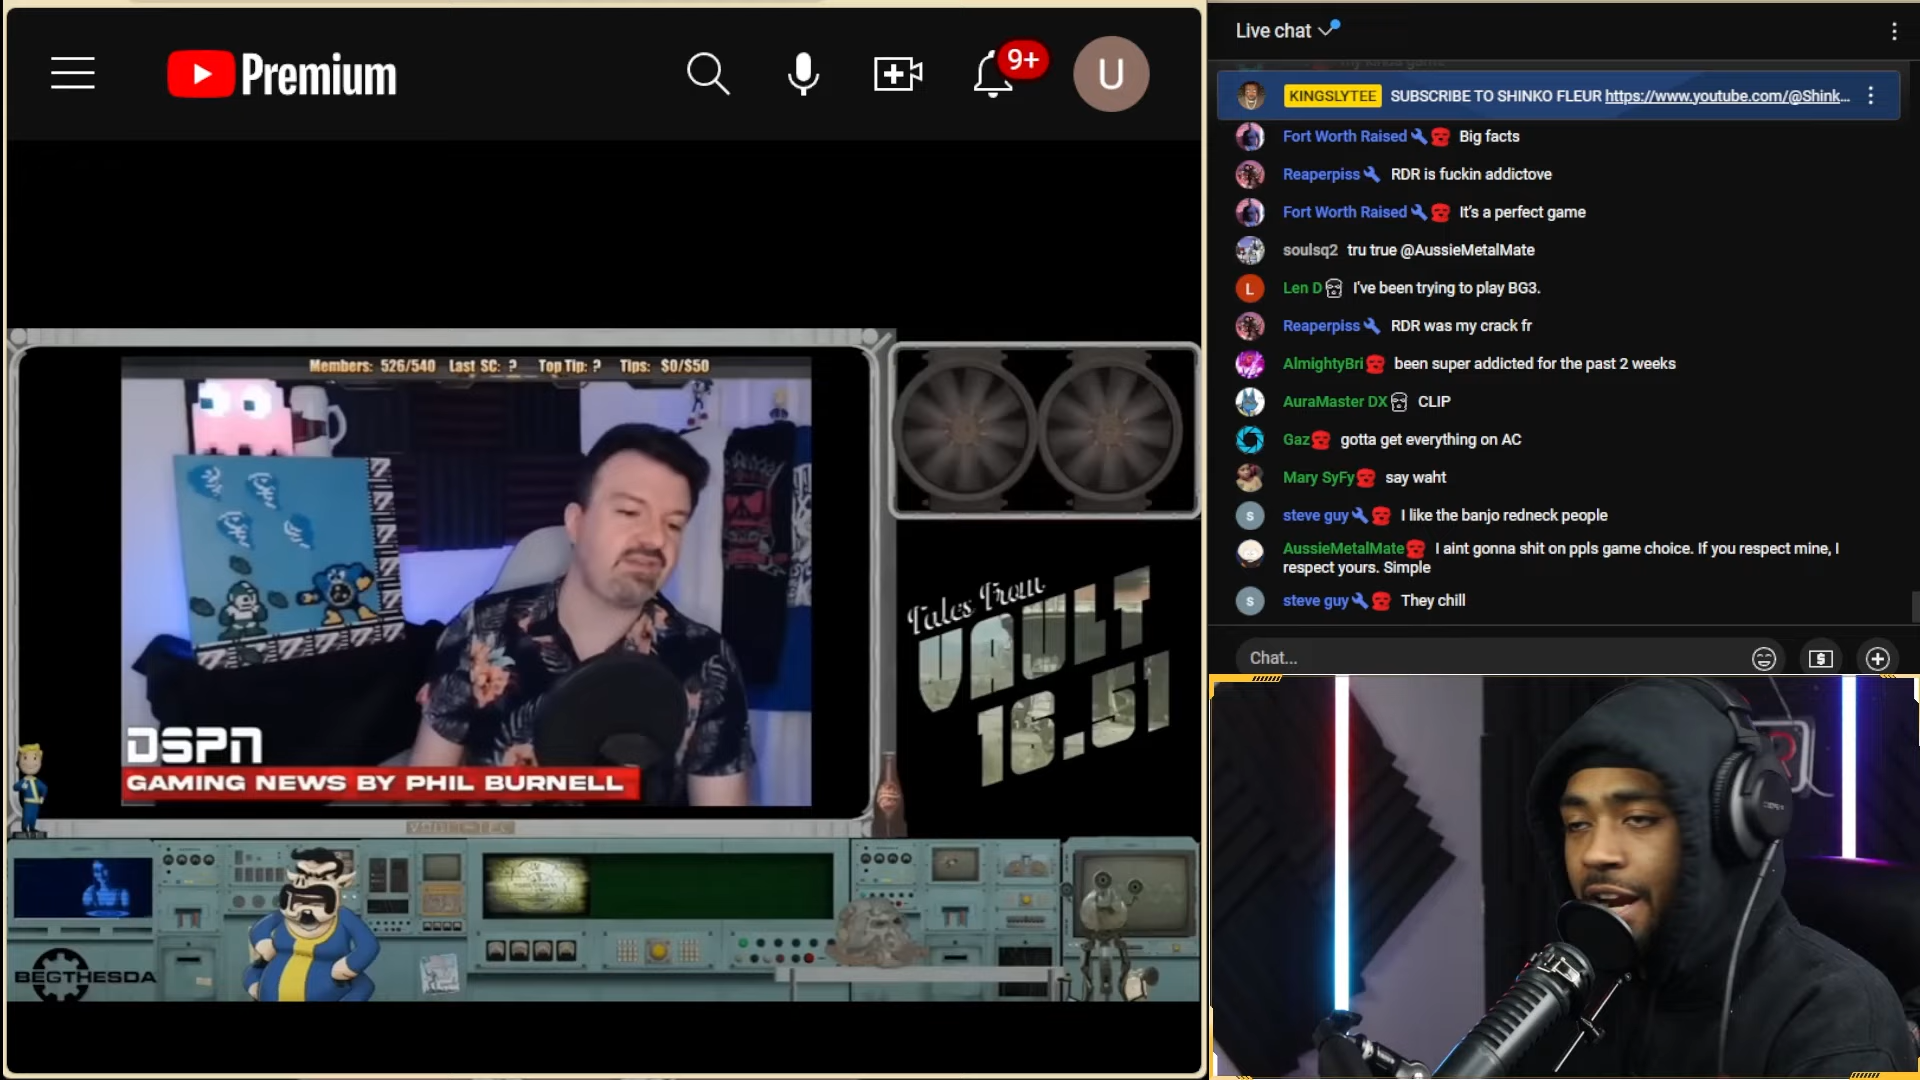 Premium
9+
U
Members: 526/540 Last SC: ? Top Tip: ? Tips: $0/$50
DSPN
GAMING NEWS BY PHIL BURNELL
Tales From
VAULT
16.51
VAULT-TEC
BEGTHESDA
Live chat
KINGSLYTEE SUBSCRIBE TO SHINKO FLEUR https://www.youtube.com/@Shink...
Fort Worth Raised Big facts
Reaperpiss RDR is fuckin addictove
Fort Worth Raised It's a perfect game
soulsq2 tru true @AussieMetalMate
L Len D I've been trying to play BG3.
Reaperpiss RDR was my crack fr
AlmightyBri been super addicted for the past 2 weeks
AuraMaster DX CLIP
Gaz gotta get everything on AC
Mary SyFy say waht
s steve guy I like the banjo redneck people
AussieMetalMate I aint gonna shit on ppls game choice. If you respect mine, I
respect yours. Simple
s steve guy They chill
Chat...